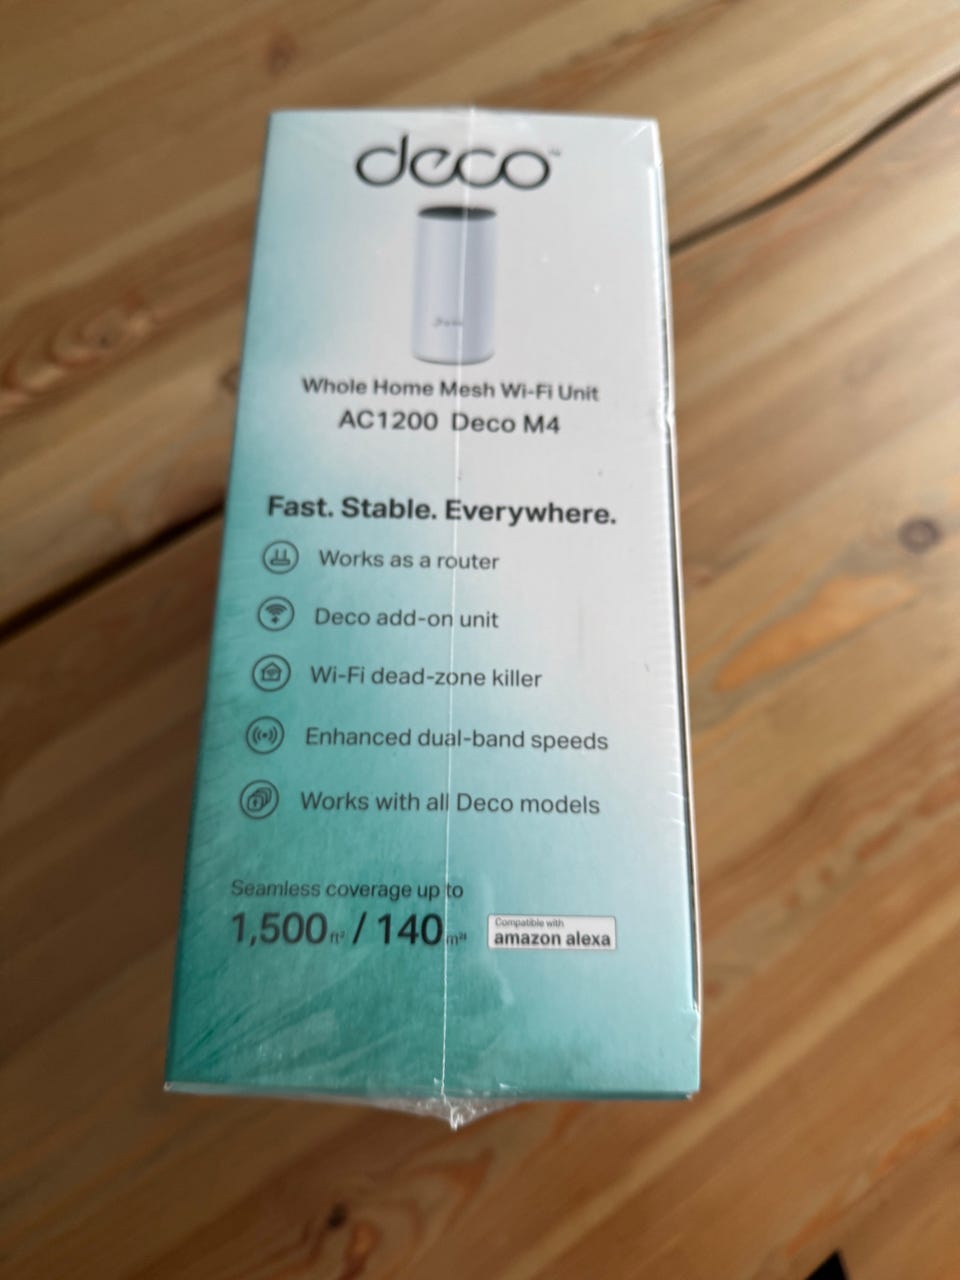 deco™
Whole Home Mesh Wi-Fi Unit
AC1200 Deco M4
Fast. Stable. Everywhere.
Works as a router
Deco add-on unit
Wi-Fi dead-zone killer
Enhanced dual-band speeds
Works with all Deco models
Seamless coverage up to
1,500 ft² / 140 m²
Compatible with
amazon alexa